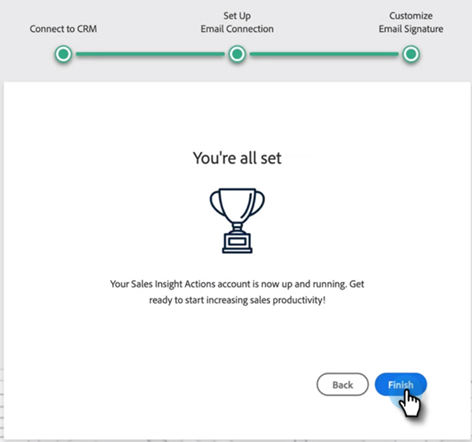 Set Up
Customize
Connect to CRM
Email Connection
Email Signature
You're all set
Your Sales Insight Actions account is now up and running. Get
ready to start increasing sales productivity!
Back
Finish